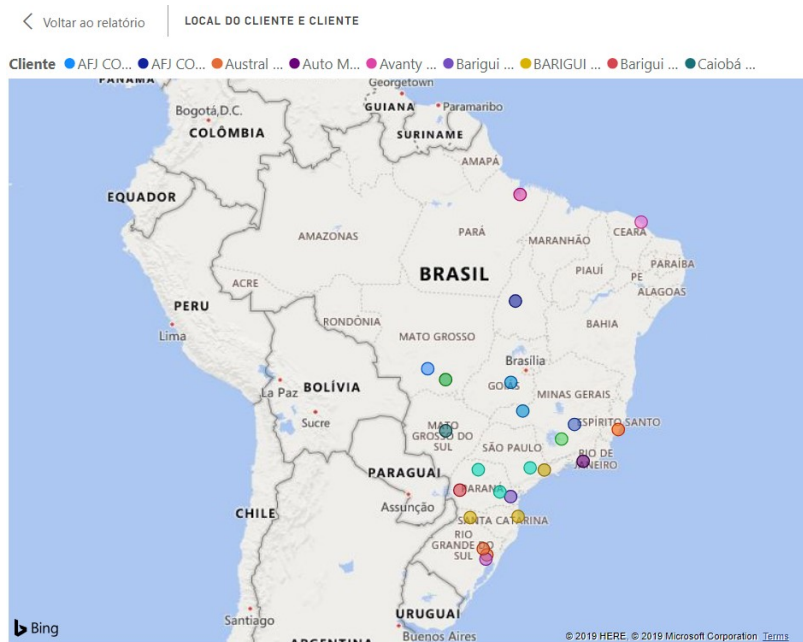 Voltar ao relatório
LOCAL DO CLIENTE E CLIENTE
Cliente AFJ CO... AFJ CO... Austral ... Auto M... Avanty ... Barigui ... BARIGUI ... Barigui ... Caiobá ...
PANAMÁ
Georgetown
Bogotá,D.C.
GUIANA
Paramaribo
COLÔMBIA
SURINAME
AMAPÁ
EQUADOR
AMAZONAS
PARÁ
MARANHÃO
CEARÁ
BRASIL
PIAUÍ
PARAÍBA
PE
ACRE
ALAGOAS
PERU
RONDÔNIA
BAHIA
Lima
MATO GROSSO
Brasília
La Paz
BOLÍVIA
GOIÁS
MINAS GERAIS
Sucre
MATO
GROSSO DO
SUL
ESPÍRITO SANTO
SÃO PAULO
RIO DE
JANEIRO
PARAGUAI
PARANÁ
Assunção
CHILE
SANTA CATARINA
RIO
GRANDE DO
SUL
Santiago
URUGUAI
Buenos Aires
ARGENTINA
Bing
© 2019 HERE, © 2019 Microsoft Corporation Terms